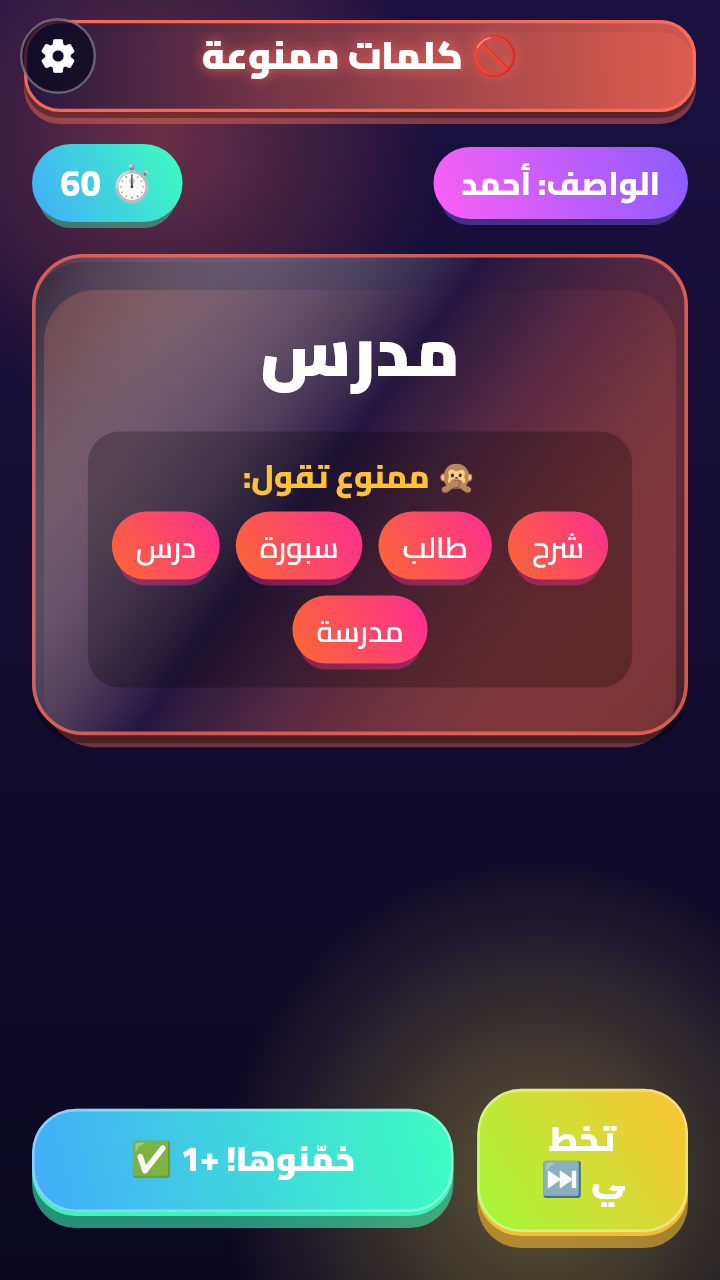 🚫 كلمات ممنوعة
الواصف: أحمد
⏱️ 60
مدرس
🙊 ممنوع تقول:
شرح طالب سبورة درس
مدرسة
تخط
ي ⏭️
خمّنوها! +1 ✅